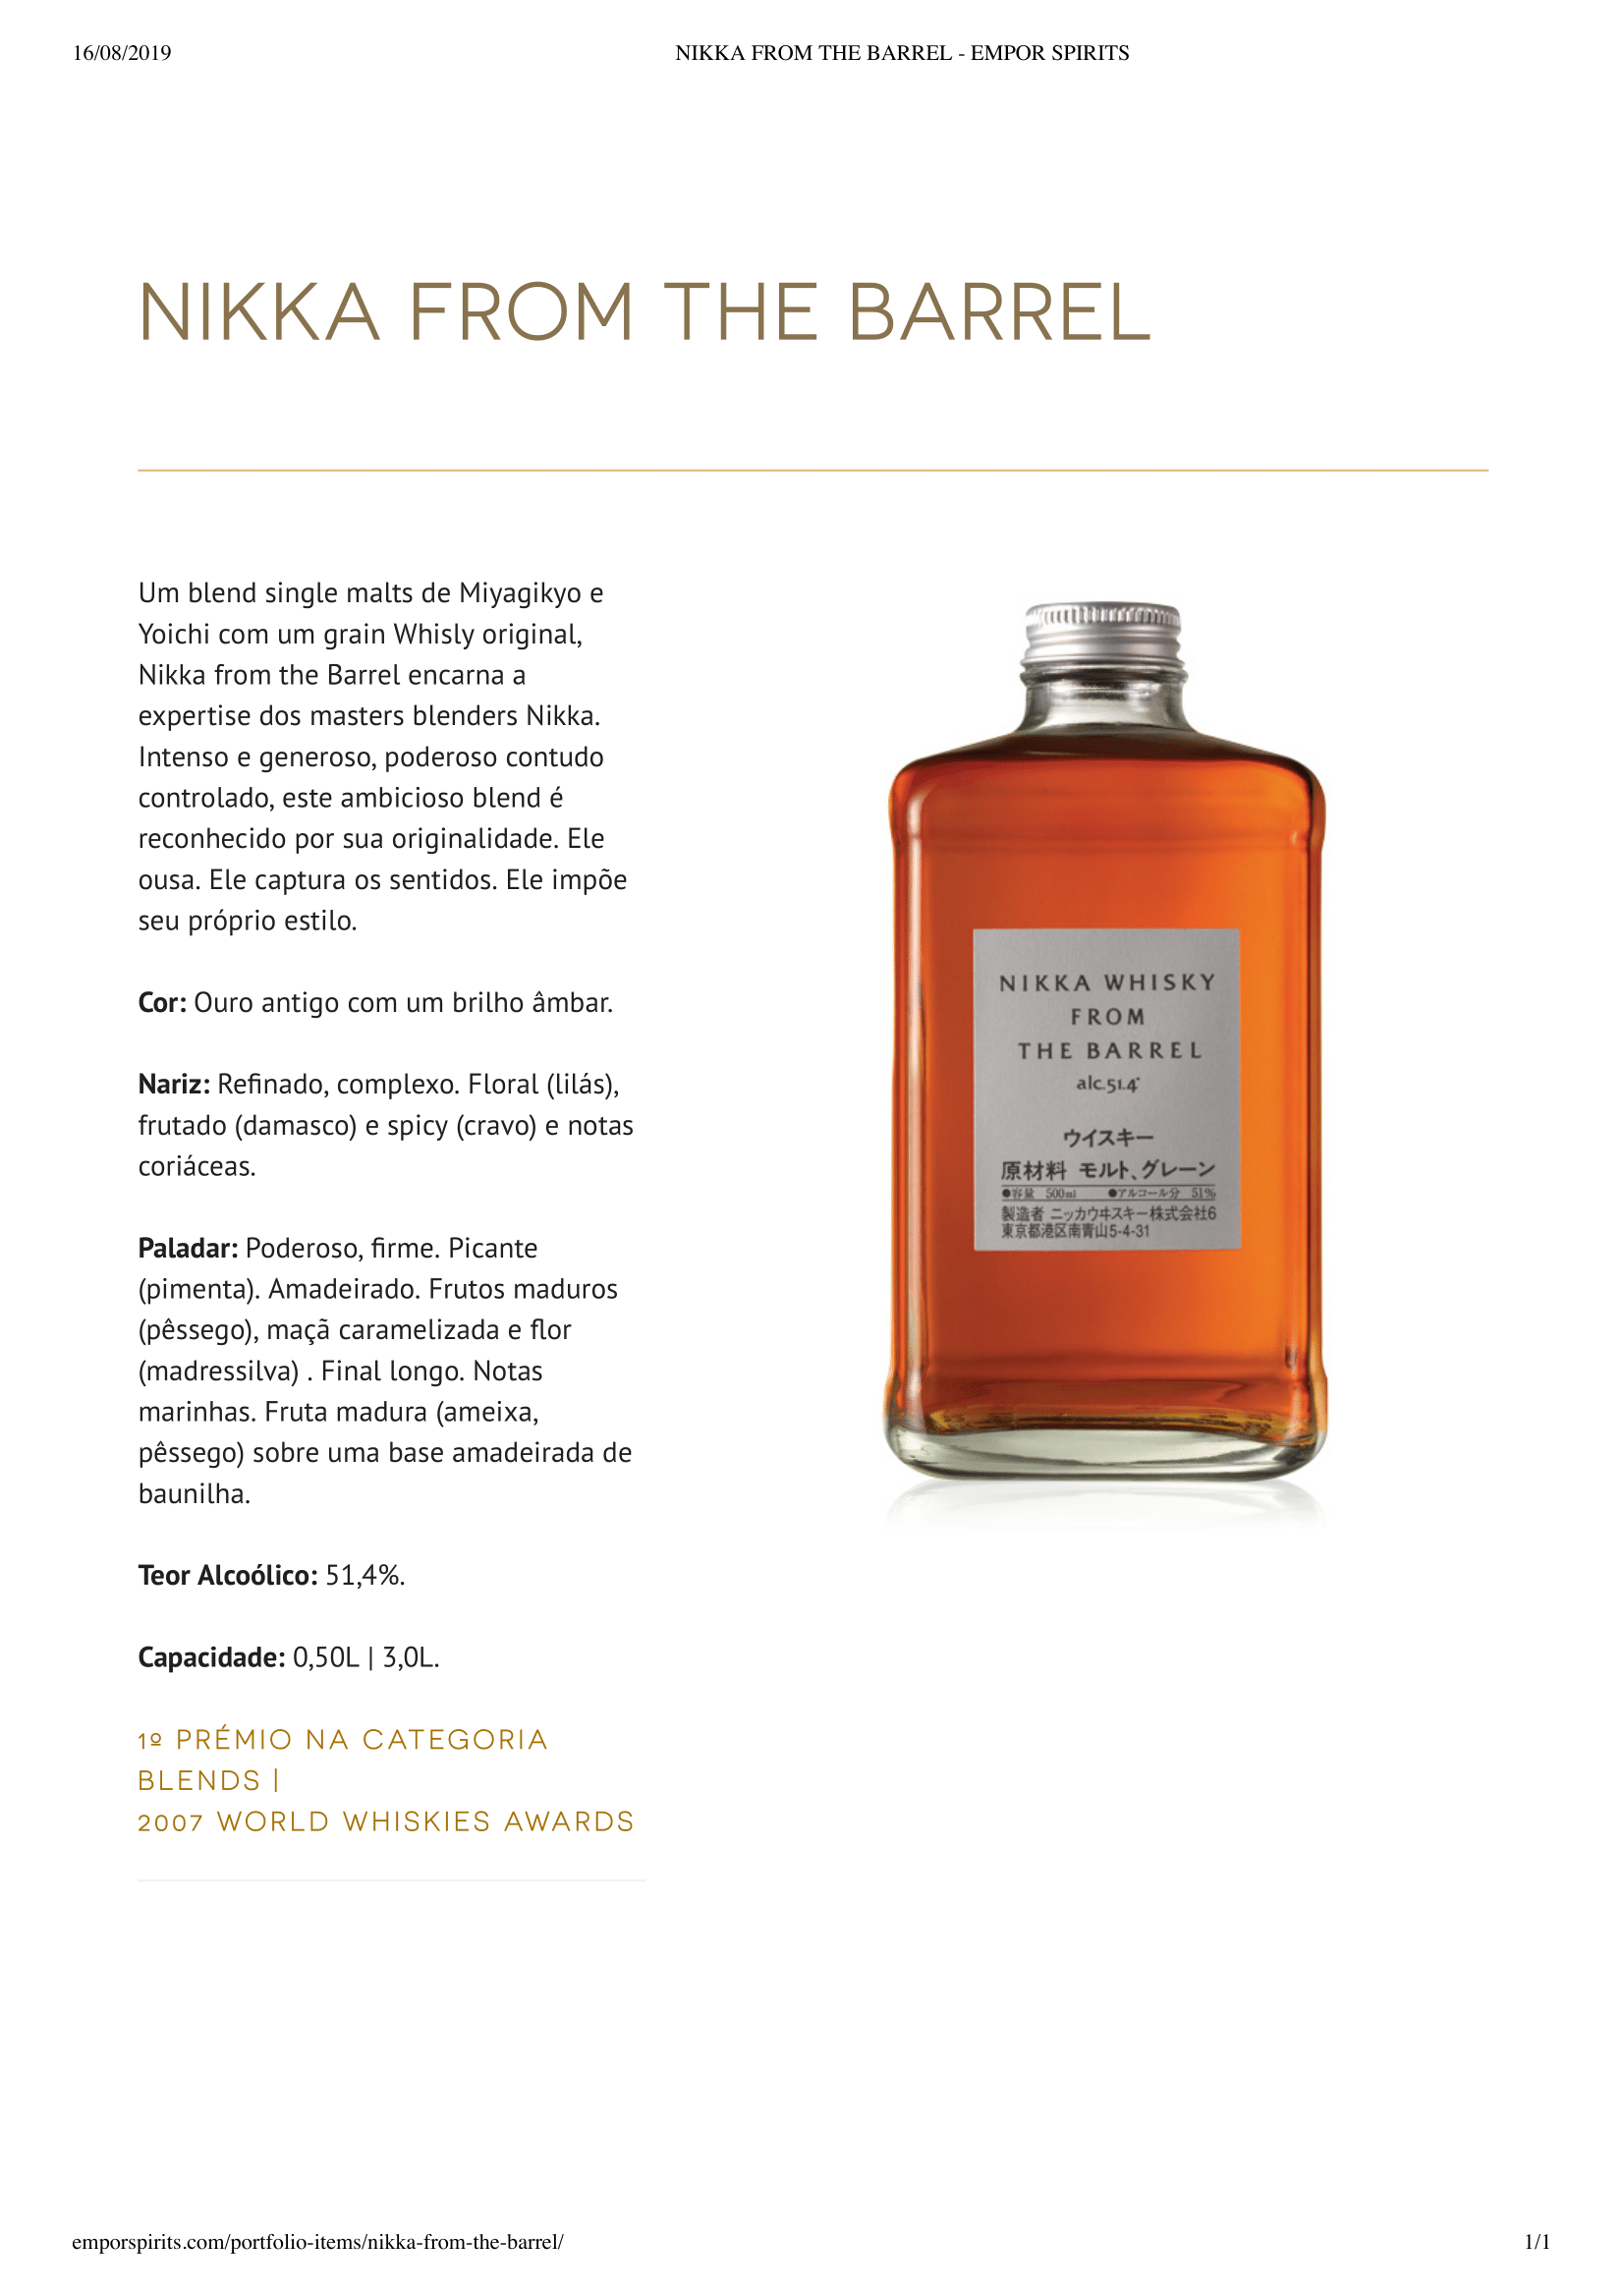 16/08/2019
NIKKA FROM THE BARREL - EMPOR SPIRITS
NIKKA FROM THE BARREL
Um blend single malts de Miyagikyo e
Yoichi com um grain Whisly original,
Nikka from the Barrel encarna a
expertise dos masters blenders Nikka.
Intenso e generoso, poderoso contudo
controlado, este ambicioso blend é
reconhecido por sua originalidade. Ele
ousa. Ele captura os sentidos. Ele impõe
seu próprio estilo.
Cor: Ouro antigo com um brilho âmbar.
Nariz: Refinado, complexo. Floral (lilás),
frutado (damasco) e spicy (cravo) e notas
coriáceas.
Paladar: Poderoso, firme. Picante
(pimenta). Amadeirado. Frutos maduros
(pêssego), maçã caramelizada e flor
(madressilva) . Final longo. Notas
marinhas. Fruta madura (ameixa,
pêssego) sobre uma base amadeirada de
baunilha.
Teor Alcoólico: 51,4%.
Capacidade: 0,50L | 3,0L.
1º PRÉMIO NA CATEGORIA
BLENDS |
2007 WORLD WHISKIES AWARDS
NIKKA WHISKY
FROM
THE BARREL
alc.51.4°
ウイスキー
原材料 モルト、グレーン
●容量 500ml ●アルコール分 51%
製造者 ニッカウヰスキー株式会社6
東京都港区南青山5-4-31
emporspirits.com/portfolio-items/nikka-from-the-barrel/
1/1